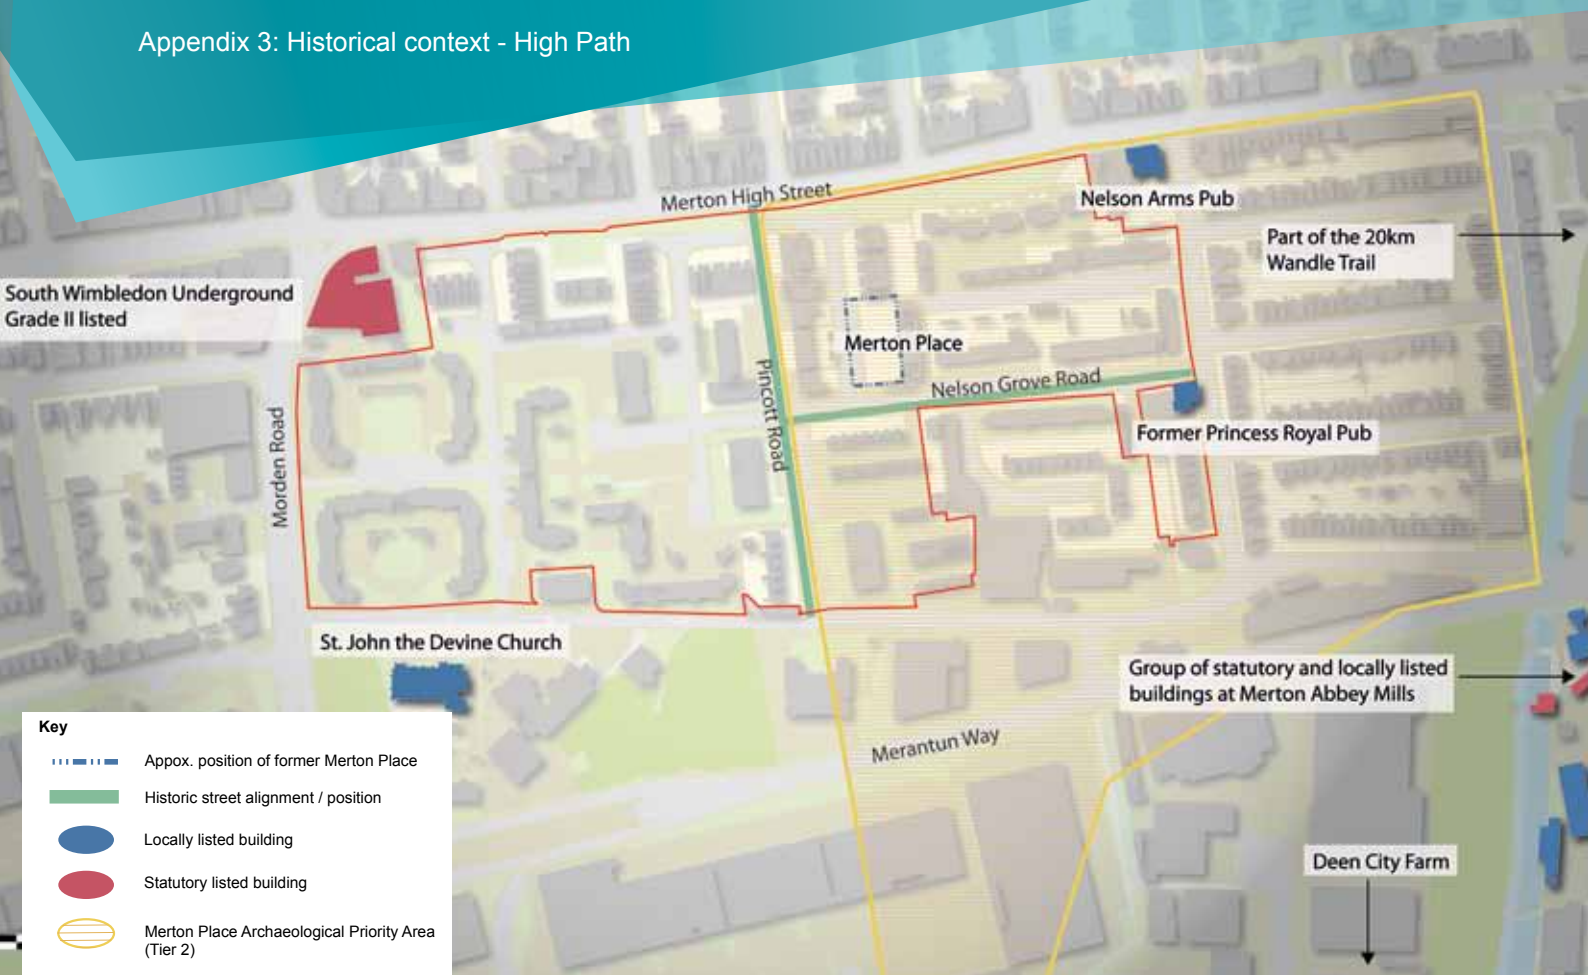 Appendix 3: Historical context - High Path
Merton High Street
Nelson Arms Pub
Part of the 20km
Wandle Trail
South Wimbledon Underground
Grade II listed
Merton Place
Pincott Road
Nelson Grove Road
Morden Road
Former Princess Royal Pub
St. John the Devine Church
Group of statutory and locally listed
buildings at Merton Abbey Mills
Merantun Way
Deen City Farm
Key
Appox. position of former Merton Place
Historic street alignment / position
Locally listed building
Statutory listed building
Merton Place Archaeological Priority Area
(Tier 2)